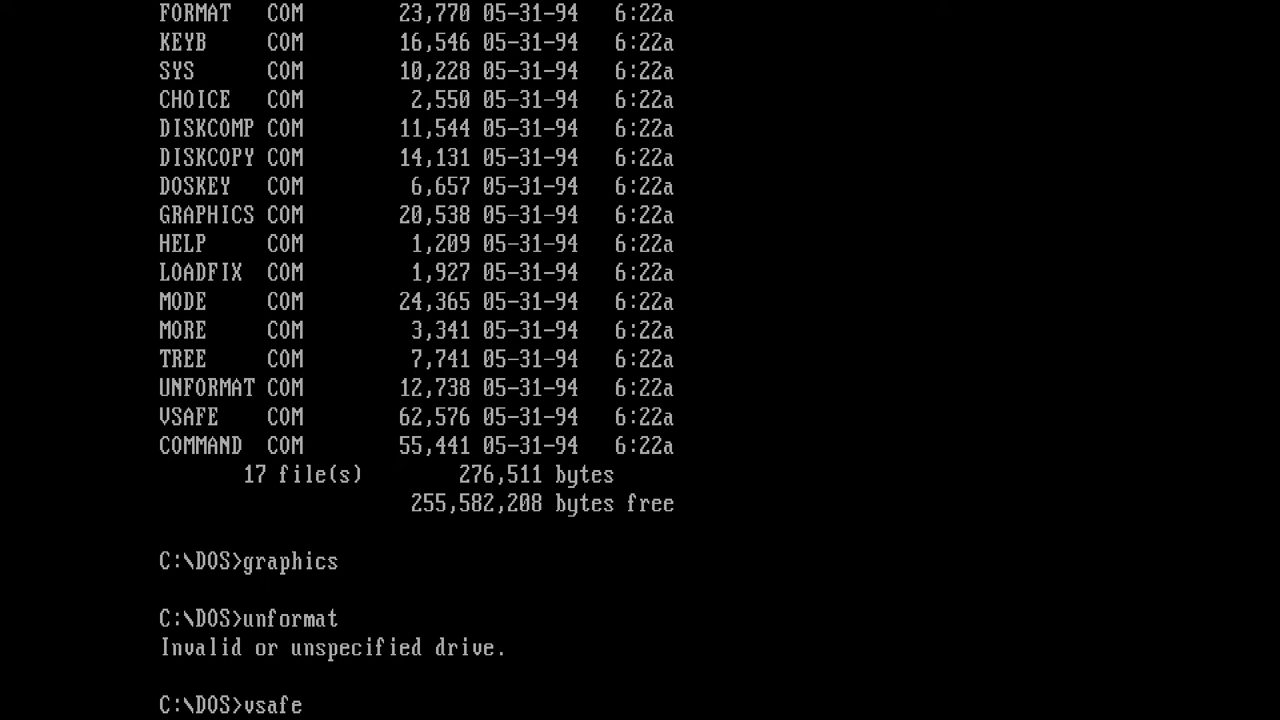 FORMAT   COM        23,770 05-31-94   6:22a
KEYB     COM        16,546 05-31-94   6:22a
SYS      COM        10,228 05-31-94   6:22a
CHOICE   COM         2,550 05-31-94   6:22a
DISKCOMP COM        11,544 05-31-94   6:22a
DISKCOPY COM        14,131 05-31-94   6:22a
DOSKEY   COM         6,657 05-31-94   6:22a
GRAPHICS COM        20,538 05-31-94   6:22a
HELP     COM         1,209 05-31-94   6:22a
LOADFIX  COM         1,927 05-31-94   6:22a
MODE     COM        24,365 05-31-94   6:22a
MORE     COM         3,341 05-31-94   6:22a
TREE     COM         7,741 05-31-94   6:22a
UNFORMAT COM        12,738 05-31-94   6:22a
VSAFE    COM        62,576 05-31-94   6:22a
COMMAND  COM        55,441 05-31-94   6:22a
       17 file(s)        276,511 bytes
                     255,582,208 bytes free
C:\DOS>graphics
C:\DOS>unformat
Invalid or unspecified drive.
C:\DOS>vsafe